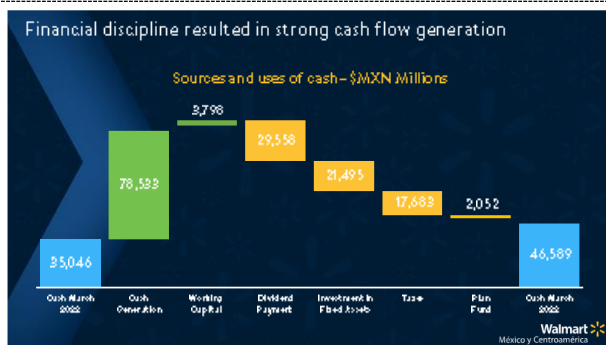 Financial discipline resulted in strong cash flow generation
Sources and uses of cash – $MXN Millions
3,798
29,558
78,533
21,495
17,683
2,052
35,046
46,589
Cash March
2022
Cash
Generation
Working
Capital
Dividend
Payment
Investment in
Fixed Assets
Taxes
Plan
Fund
Cash March
2022
Walmart
México y Centroamérica